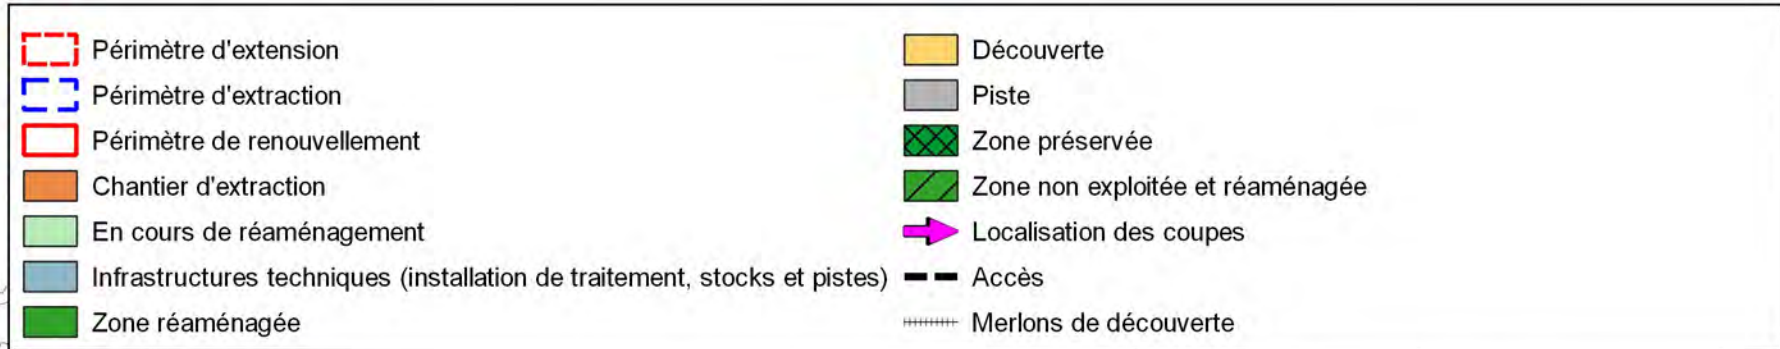 Périmètre d'extension
Périmètre d'extraction
Périmètre de renouvellement
Chantier d'extraction
En cours de réaménagement
Infrastructures techniques (installation de traitement, stocks et pistes)
Zone réaménagée
Découverte
Piste
Zone préservée
Zone non exploitée et réaménagée
Localisation des coupes
Accès
Merlons de découverte